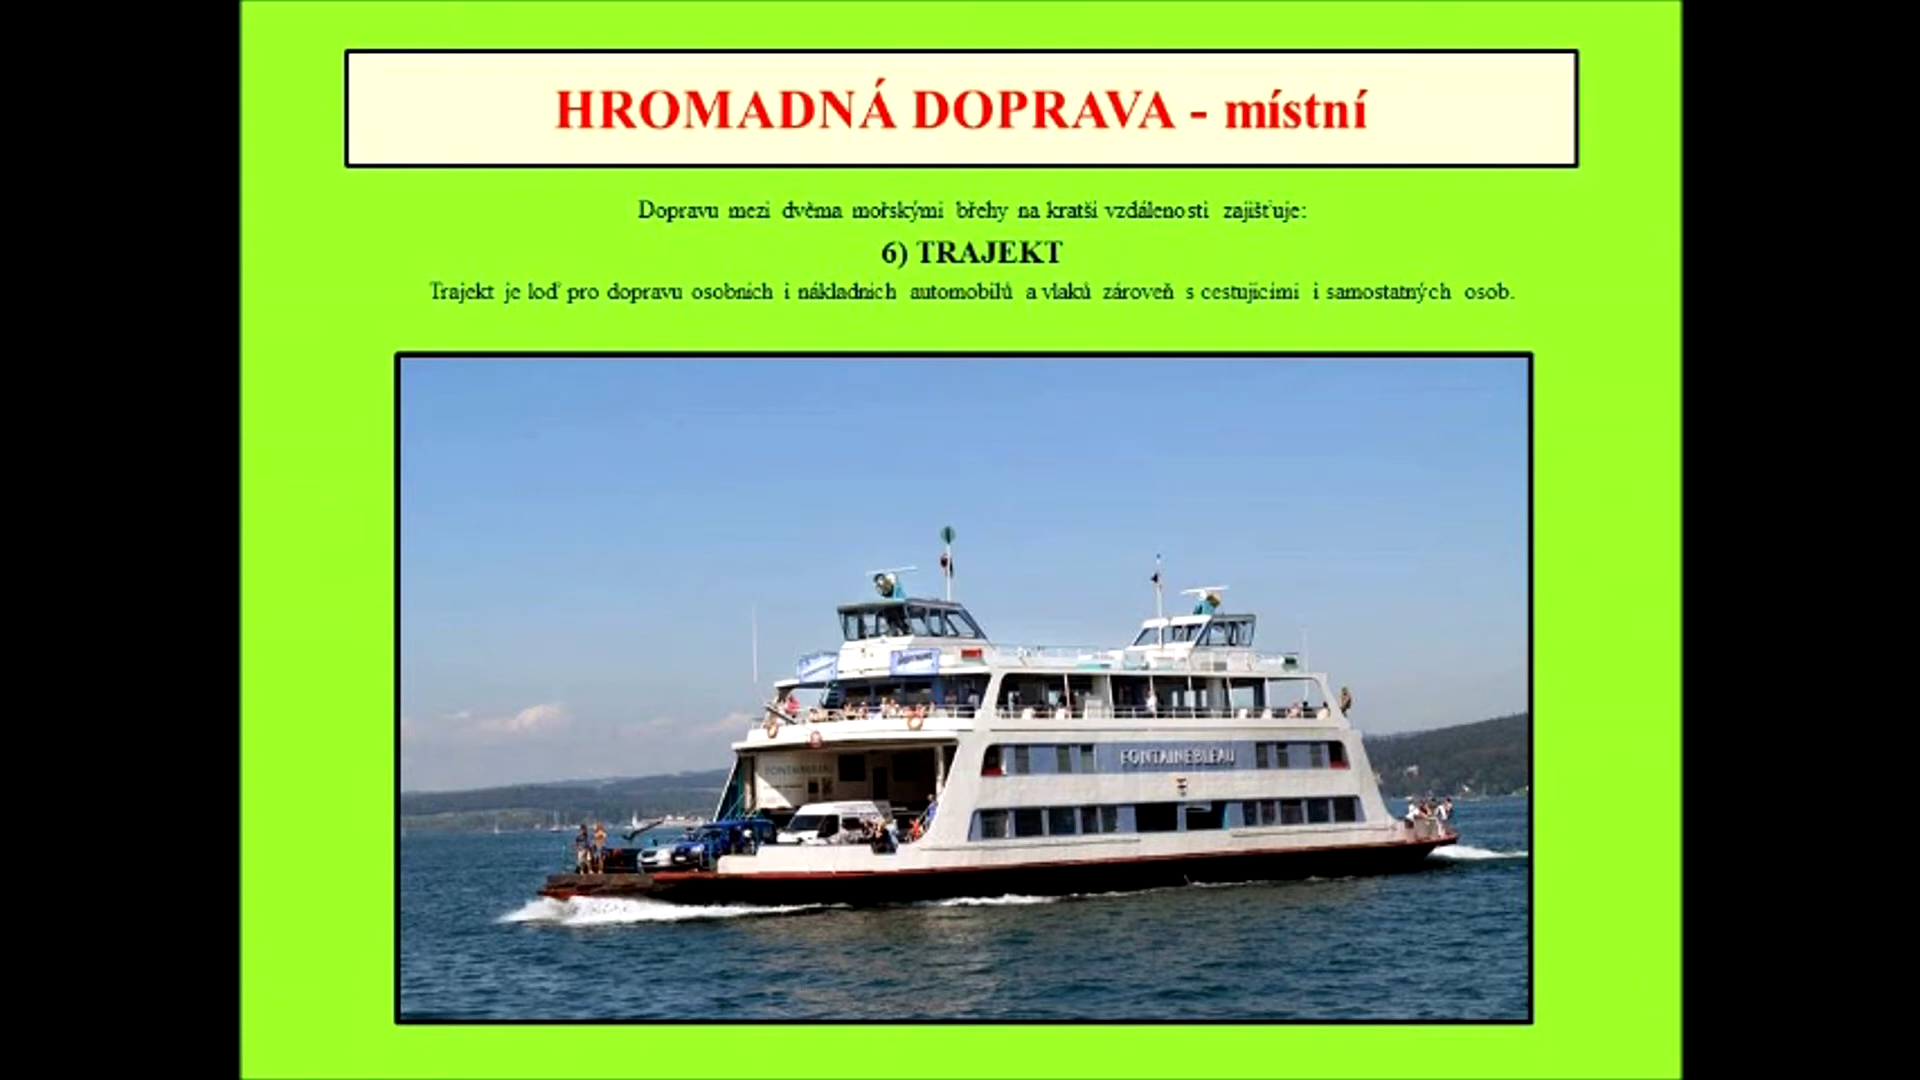 HROMADNÁ DOPRAVA - místní
Dopravu mezi dvěma mořskými břehy na kratší vzdálenosti zajišťuje:
6) TRAJEKT
Trajekt je loď pro dopravu osobních i nákladních automobilů a vlaků zároveň s cestujícími i samostatných osob.
FONTAINEBLEAU
FONTAINEBLEAU